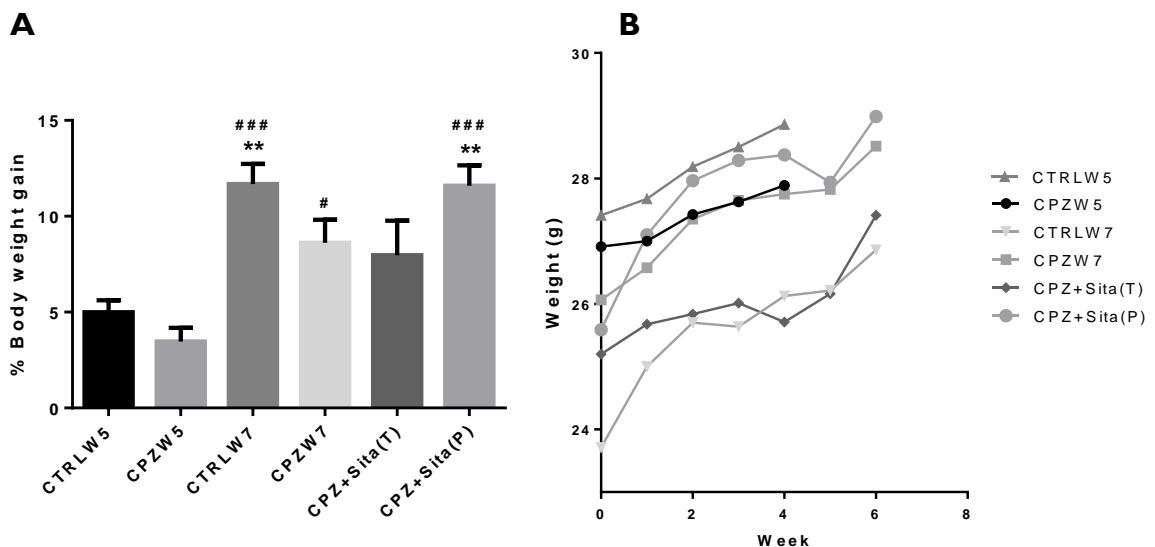 A
% Body weight gain
15
10
5
0
###
**
#
###
**
CTRLW5
CPZW5
CTRLW7
CPZW7
CPZ+Sita(T)
CPZ+Sita(P)
B
Weight (g)
30
28
26
24
0
2
4
6
8
Week
CTRLW5
CPZW5
CTRLW7
CPZW7
CPZ+Sita(T)
CPZ+Sita(P)